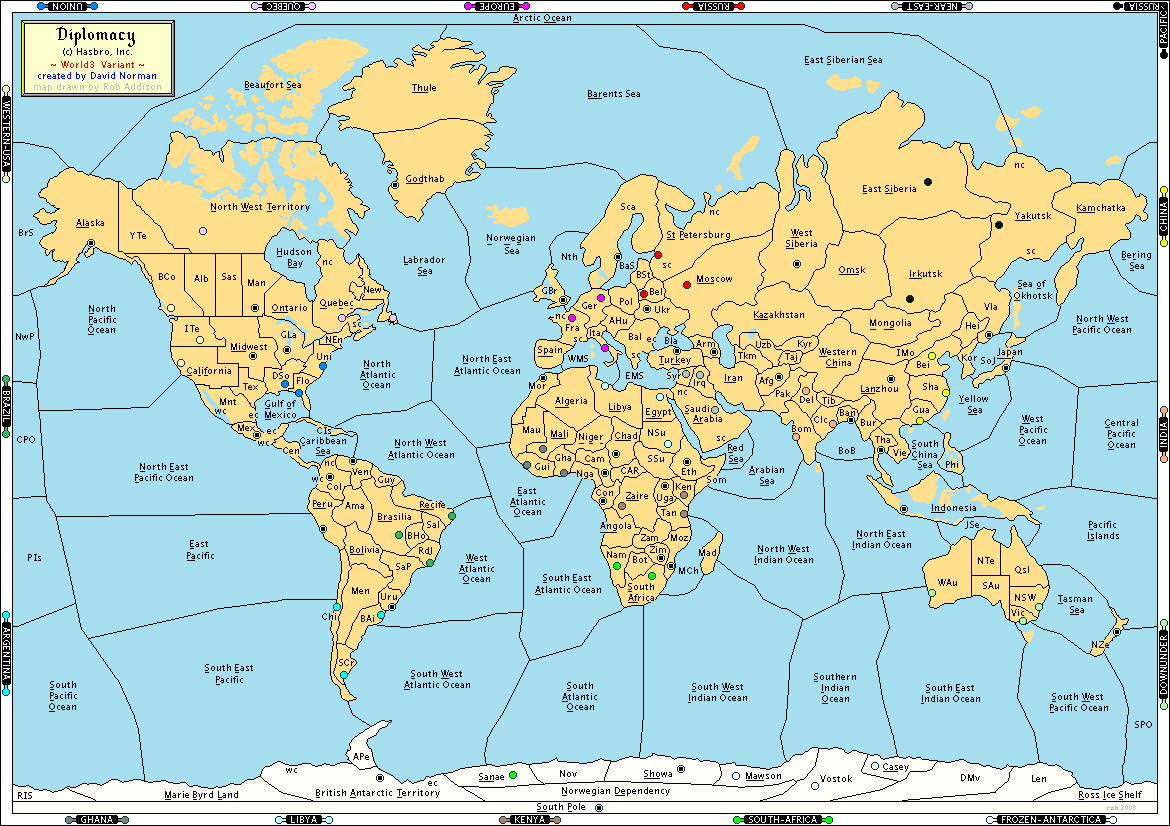 UNION
QUEBEC
EUROPE
RUSSIA
NEAR-EAST
RUSSIA
PACIFIC
Arctic Ocean
Diplomacy
(c) Hasbro, Inc.
~ World3 Variant ~
created by David Norman
map drawn by Rob Addison
WESTERN-USA
BRAZIL
ARGENTINA
CHINA
INDIA
DOWNUNDER
Beaufort Sea
Thule
Barents Sea
East Siberian Sea
Godthab
North West Territory
Alaska
YTe
BrS
Hudson
Bay
nc
Labrador
Sea
Norwegian
Sea
Nth
Sca
nc
St Petersburg
sc
BaS
BSt
Moscow
West
Siberia
East Siberia
nc
Yakutsk
sc
Kamchatka
Bering
Sea
Omsk
Irkutsk
Sea of
Okhotsk
BCo
Alb
Sas
Man
Ontario
Quebec
New
sc
NEn
North
Pacific
Ocean
NwP
ITe
GLa
Midwest
Uni
California
DSo
Flo
Tex
Mnt
wc
ec
Gulf of
Mexico
Mex
ec
wc
Cen
CIs
Caribbean
Sea
North
Atlantic
Ocean
North East
Atlantic Ocean
GBr
Ger
Pol
Bel
Ukr
nc
Fra
sc
AHu
Ita
Bal
ec
sc
Bla
Spain
WMS
EMS
Turkey
Arm
Syr
Irq
nc
Saudi
Arabia
sc
Kazakhstan
Uzb
Kyr
Tkm
Taj
Iran
Afg
Pak
Del
Tib
Clc
Ban
Bom
Bur
BoB
Western
China
Mongolia
IMo
Bei
Lanzhou
Sha
Gua
Hei
Vla
Kor
SoJ
Japan
Yellow
Sea
North West
Pacific Ocean
West
Pacific
Ocean
Central
Pacific
Ocean
Tha
Vie
South
China
Sea
Phi
CPO
North East
Pacific Ocean
nc
wc
Ven
Col
Guy
North West
Atlantic Ocean
Mor
Algeria
Libya
Egypt
Mau
Mali
Niger
Chad
NSu
Gui
Gha
Nga
Cam
CAR
SSu
Eth
Som
Red
Sea
Arabian
Sea
Peru
Ama
Recife
Brasilia
Sal
BHo
RdJ
SaP
Bolivia
Men
Uru
Chi
BAi
SCr
East
Atlantic
Ocean
Con
Zaire
Uga
Ken
Tan
Angola
Zam
Moz
Zim
Nam
Bot
Mad
MCh
South
Africa
Indonesia
JSe
Pacific
Islands
PIs
East
Pacific
West
Atlantic
Ocean
South East
Atlantic Ocean
North West
Indian Ocean
North East
Indian Ocean
WAu
NTe
Qsl
SAu
NSW
Vic
Tasman
Sea
NZe
South
Pacific
Ocean
South East
Pacific
South West
Atlantic Ocean
South
Atlantic
Ocean
South West
Indian Ocean
Southern
Indian
Ocean
South East
Indian Ocean
South West
Pacific Ocean
SPO
APe
wc
ec
RIS
Marie Byrd Land
British Antarctic Territory
Sanae
Nov
Showa
Norwegian Dependency
Mawson
Vostok
Casey
DMv
Len
Ross Ice Shelf
South Pole
rob 2003
GHANA
LIBYA
KENYA
SOUTH-AFRICA
FROZEN-ANTARCTICA